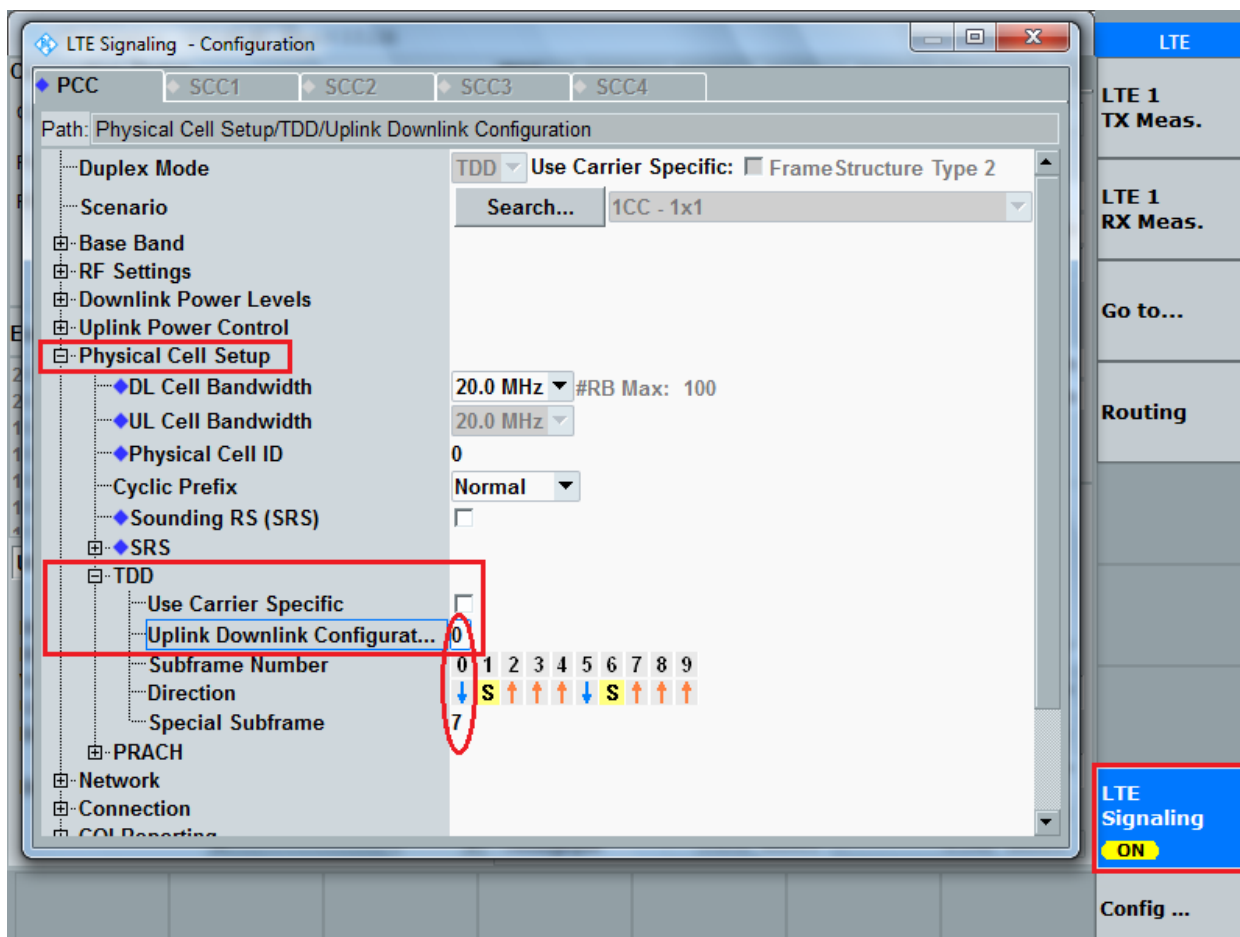 LTE Signaling - Configuration
PCC SCC1 SCC2 SCC3 SCC4
Path: Physical Cell Setup/TDD/Uplink Downlink Configuration
Duplex Mode TDD Use Carrier Specific: FrameStructure Type 2
Scenario Search... 1CC - 1x1
Base Band
RF Settings
Downlink Power Levels
Uplink Power Control
Physical Cell Setup
DL Cell Bandwidth 20.0 MHz #RB Max: 100
UL Cell Bandwidth 20.0 MHz
Physical Cell ID 0
Cyclic Prefix Normal
Sounding RS (SRS)
SRS
TDD
Use Carrier Specific
Uplink Downlink Configurat... 0
Subframe Number 0 1 2 3 4 5 6 7 8 9
Direction ↓ S ↑ ↑ ↑ ↓ S ↑ ↑ ↑
Special Subframe 7
PRACH
Network
Connection
CQI Reporting
LTE
LTE 1
TX Meas.
LTE 1
RX Meas.
Go to...
Routing
LTE
Signaling
ON
Config ...